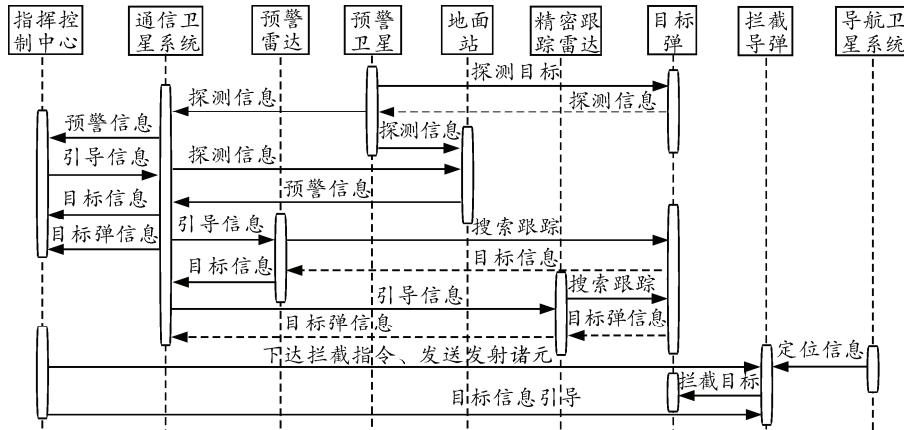 指挥控
制中心
通信卫
星系统
预警
雷达
预警
卫星
地面
站
精密跟
踪雷达
目标
弹
拦截
导弹
导航卫
星系统
探测目标
探测信息
探测信息
预警信息
探测信息
引导信息
探测信息
预警信息
目标信息
引导信息
搜索跟踪
目标弹信息
目标信息
目标信息
搜索跟踪
引导信息
目标弹信息
目标弹信息
下达拦截指令、发送发射诸元
定位信息
拦截目标
目标信息引导